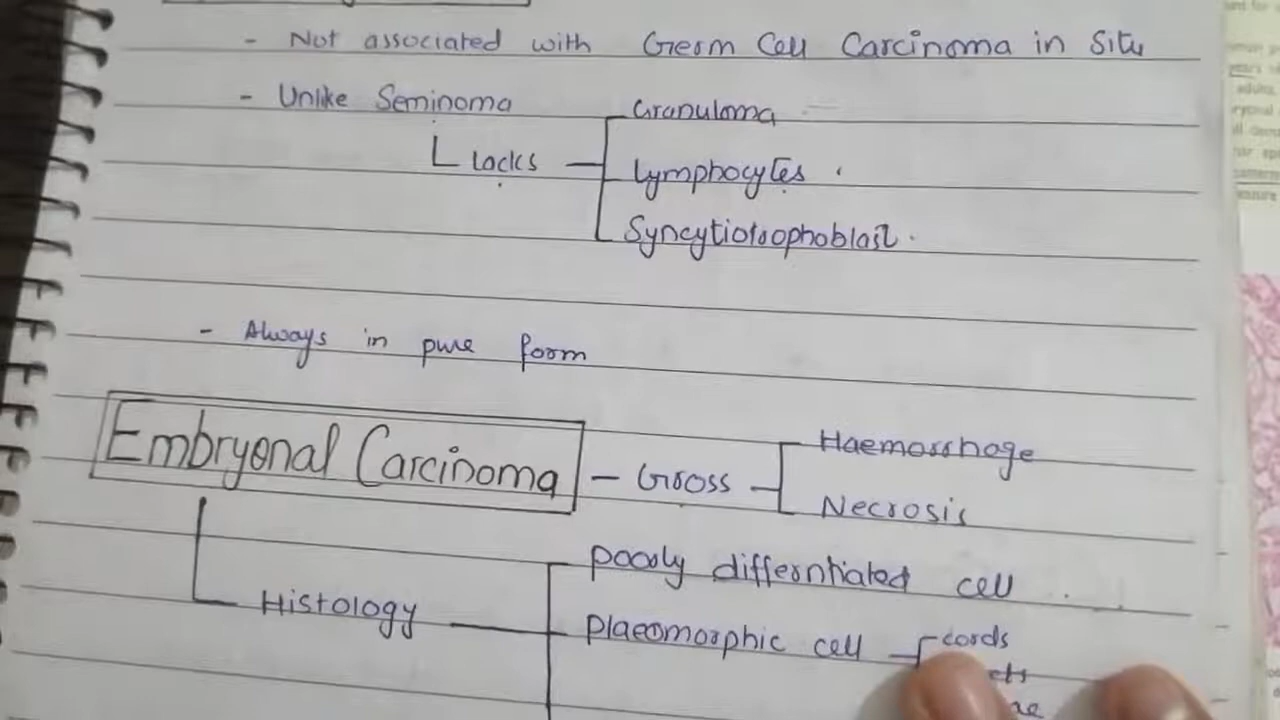 - Not associated with Germ Cell Carcinoma in Situ
- Unlike Seminoma
Granuloma
lacks
Lymphocytes
Syncytiotrophoblast.
- Always in pure form
Embryonal Carcinoma - Gross
Haemorrhage
Necrosis
Histology
poorly differntiated cell
plaeomorphic cell
cords